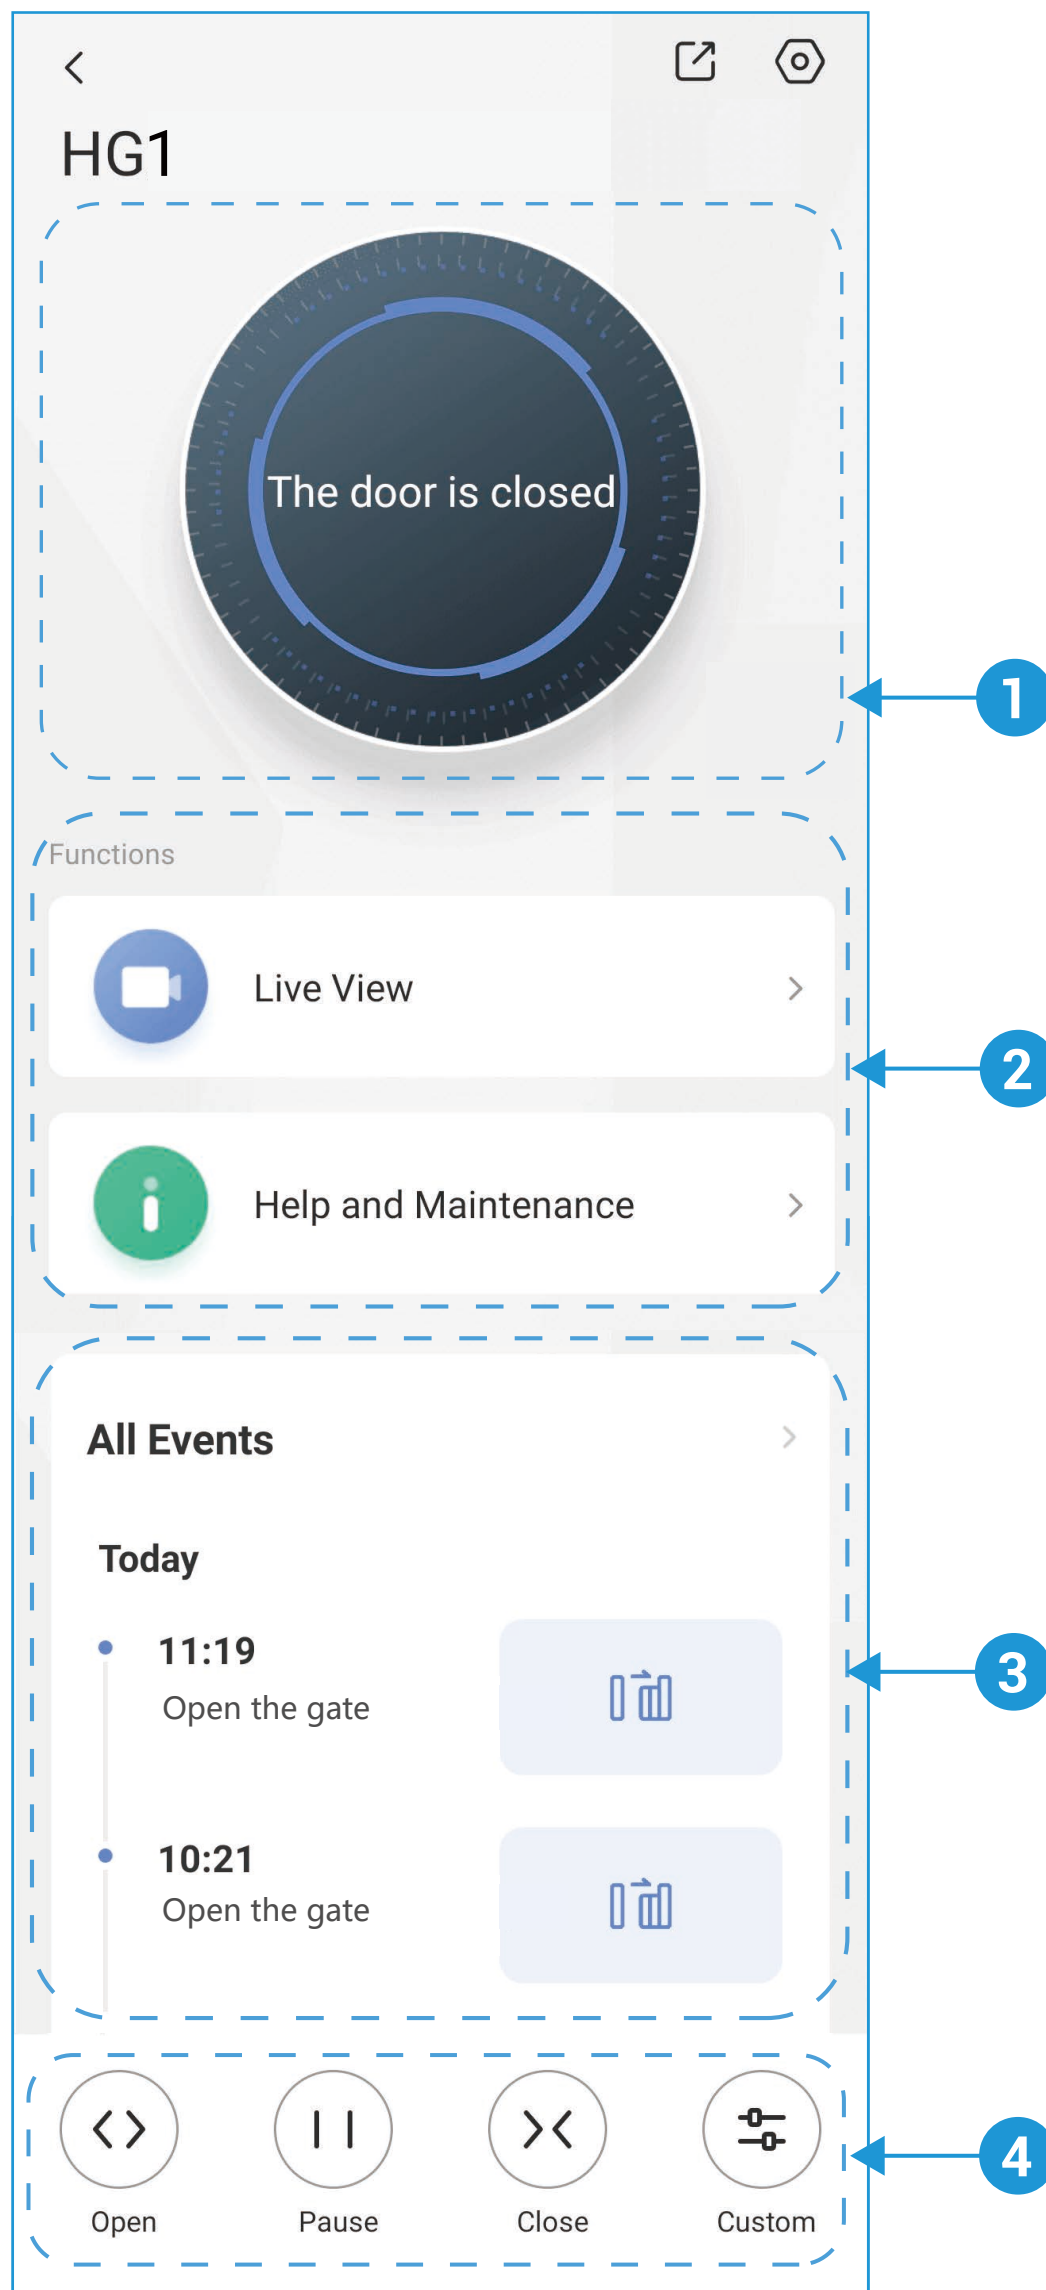 HG1
The door is closed
1
Functions
Live View
2
Help and Maintenance
All Events
Today
11:19
Open the gate
3
10:21
Open the gate
4
Open Pause Close Custom